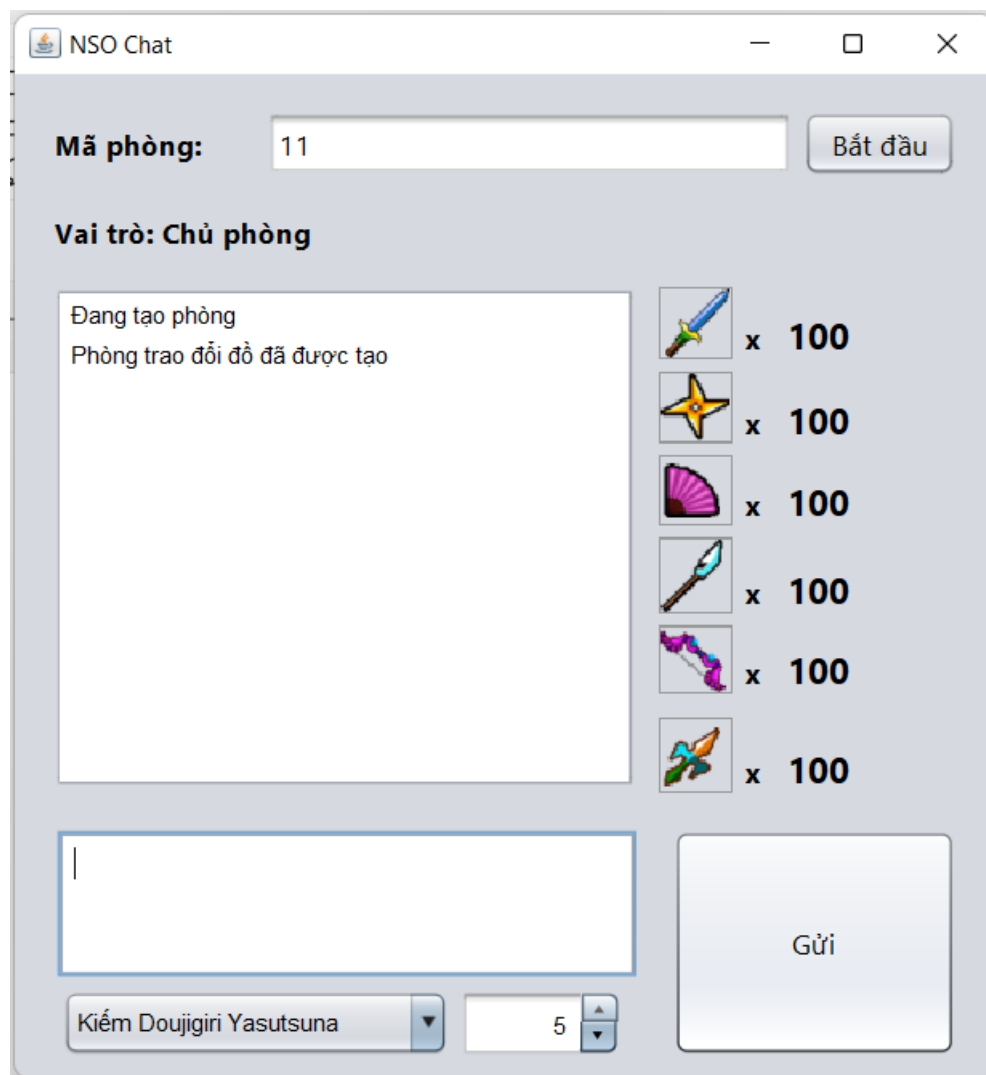 NSO Chat
Mã phòng:
11
Bắt đầu
Vai trò: Chủ phòng
Đang tạo phòng
Phòng trao đổi đồ đã được tạo
x 100
x 100
x 100
x 100
x 100
x 100
Gửi
Kiếm Doujigiri Yasutsuna
5